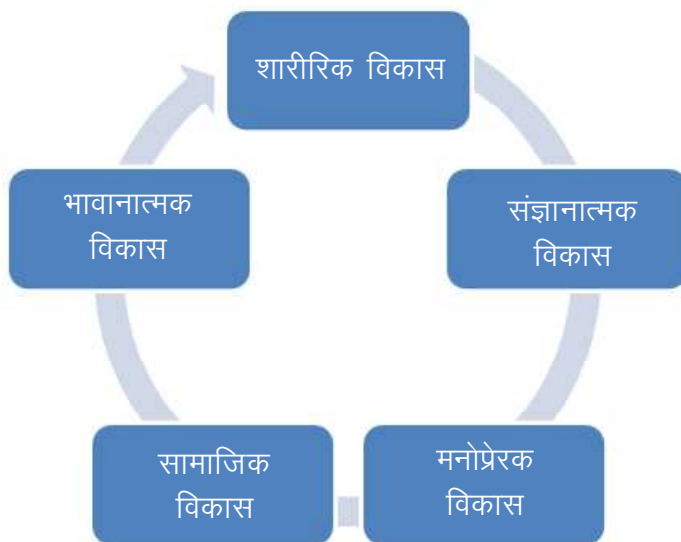 शारीरिक विकास
संज्ञानात्मक
विकास
मनोप्रेरक
विकास
सामाजिक
विकास
भावानात्मक
विकास